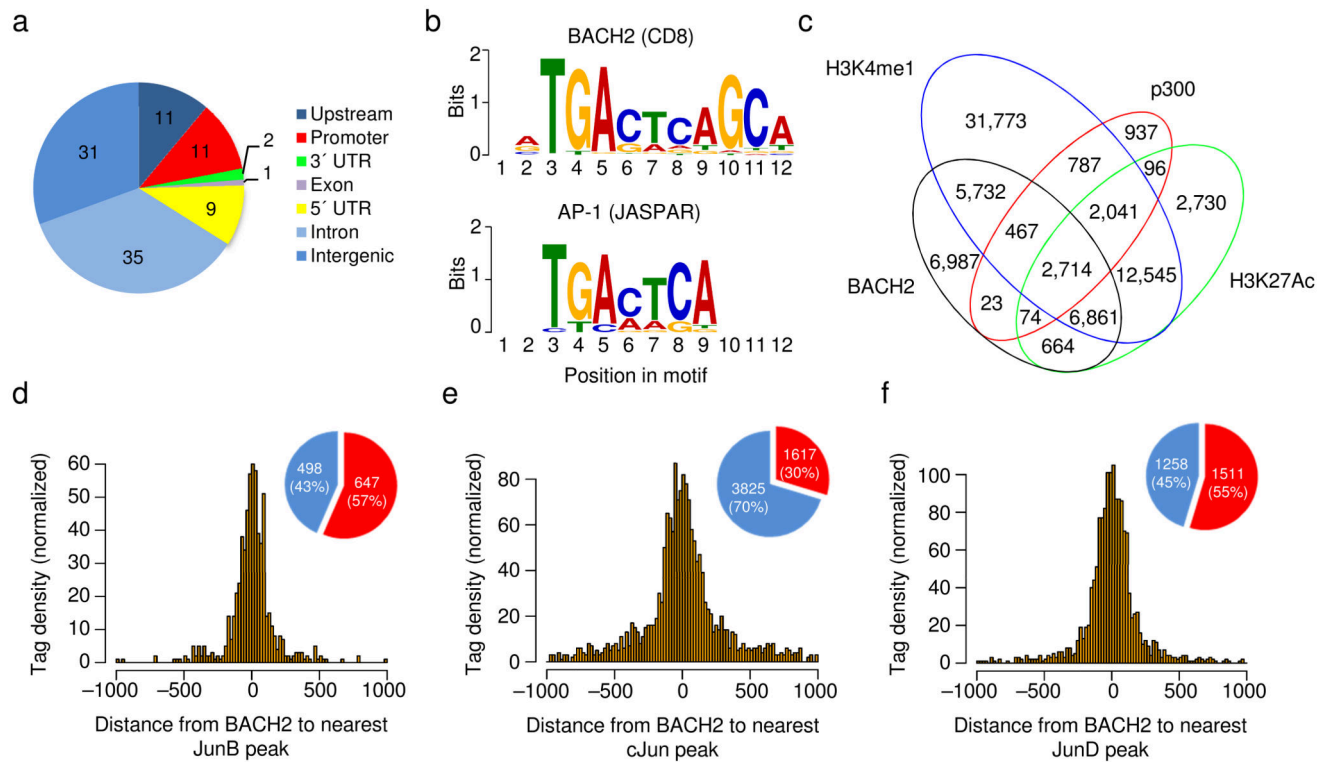 a
11
11
2
1
9
35
31
Upstream
Promoter
3´ UTR
Exon
5´ UTR
Intron
Intergenic
b
BACH2 (CD8)
2
1
0
Bits
TGACTCAGCA
1 2 3 4 5 6 7 8 9 10 11 12
AP-1 (JASPAR)
2
1
0
Bits
TGACTCA
1 2 3 4 5 6 7 8 9 10 11 12
Position in motif
c
H3K4me1
p300
BACH2
H3K27Ac
31,773
937
787
96
5,732
2,041
2,730
467
6,987
2,714
12,545
23
74
6,861
664
d
Tag density (normalized)
60
50
40
30
20
10
0
498
(43%)
647
(57%)
–1000 –500 0 500 1000
Distance from BACH2 to nearest
JunB peak
e
Tag density (normalized)
80
60
40
20
0
1617
(30%)
3825
(70%)
–1000 –500 0 500 1000
Distance from BACH2 to nearest
cJun peak
f
Tag density (normalized)
100
80
60
40
20
0
1258
(45%)
1511
(55%)
–1000 –500 0 500 1000
Distance from BACH2 to nearest
JunD peak